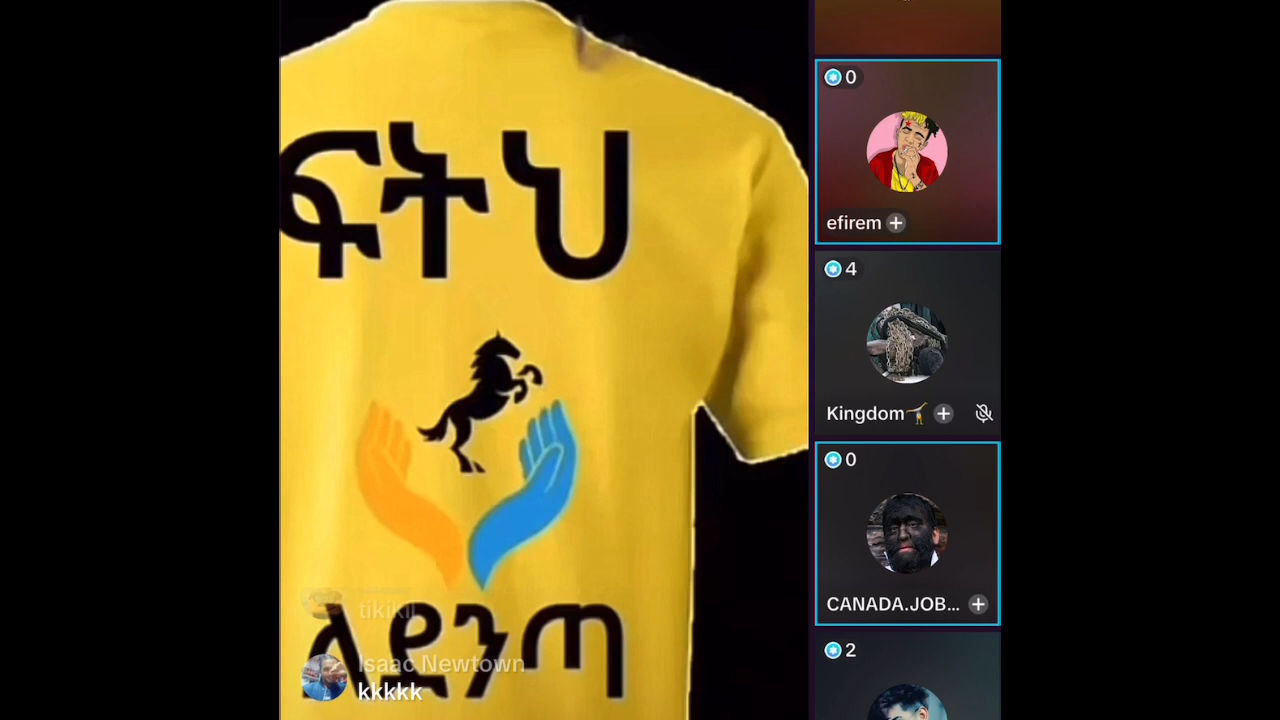 ፍትህ
ለደንጣ
tikikil
Isaac Newtown
kkkkk
0
efirem
4
Kingdom
0
CANADA.JOB...
2